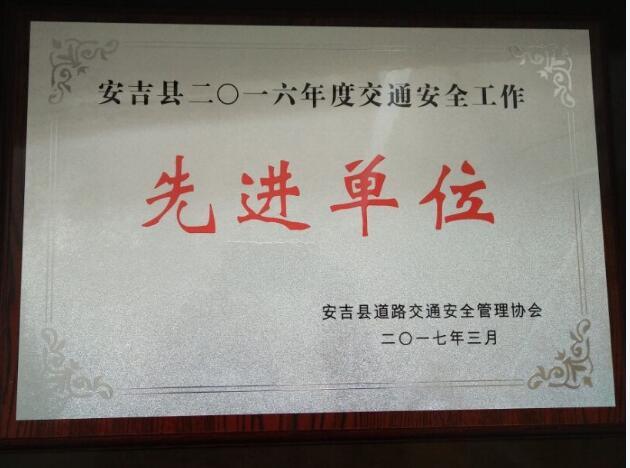 安吉县二〇一六年度交通安全工作
先进单位
安吉县道路交通安全管理协会
二〇一七年三月